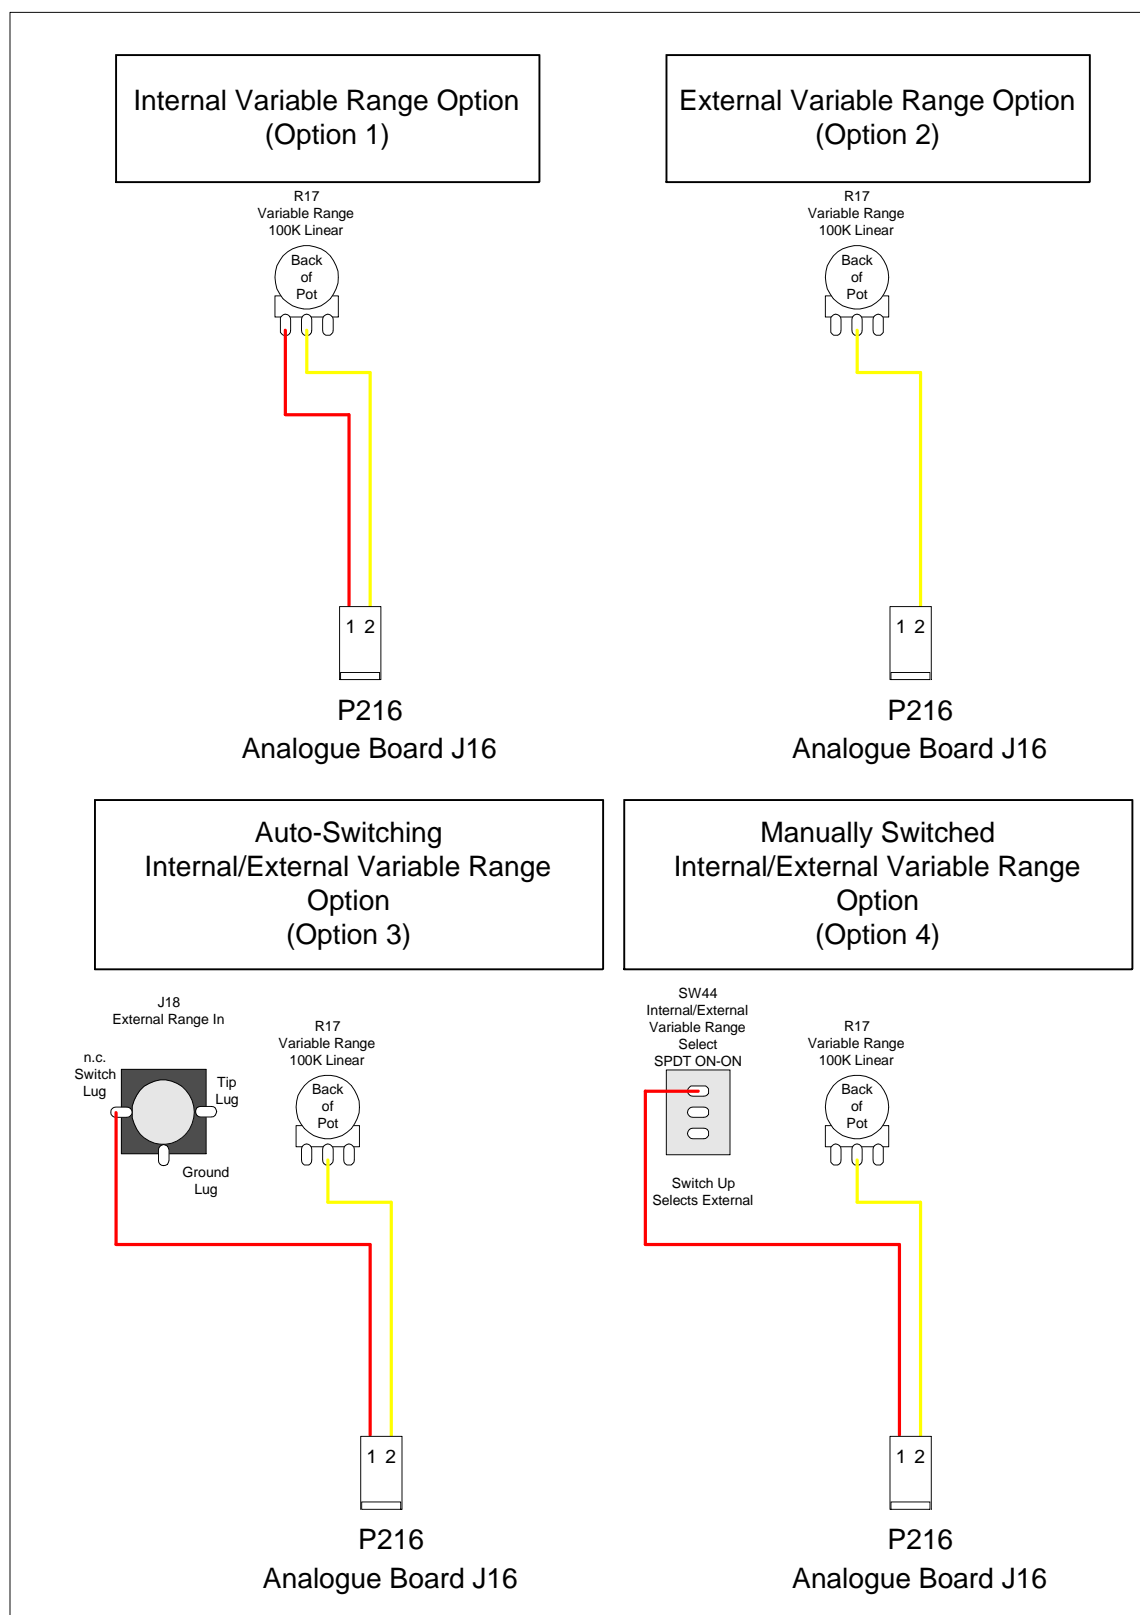 Internal Variable Range Option
(Option 1)
R17
Variable Range
100K Linear
Back
of
Pot
1 2
P216
Analogue Board J16
External Variable Range Option
(Option 2)
R17
Variable Range
100K Linear
Back
of
Pot
1 2
P216
Analogue Board J16
Auto-Switching
Internal/External Variable Range
Option
(Option 3)
J18
External Range In
n.c.
Switch
Lug
Tip
Lug
Ground
Lug
R17
Variable Range
100K Linear
Back
of
Pot
1 2
P216
Analogue Board J16
Manually Switched
Internal/External Variable Range
Option
(Option 4)
SW44
Internal/External
Variable Range
Select
SPDT ON-ON
Switch Up
Selects External
R17
Variable Range
100K Linear
Back
of
Pot
1 2
P216
Analogue Board J16